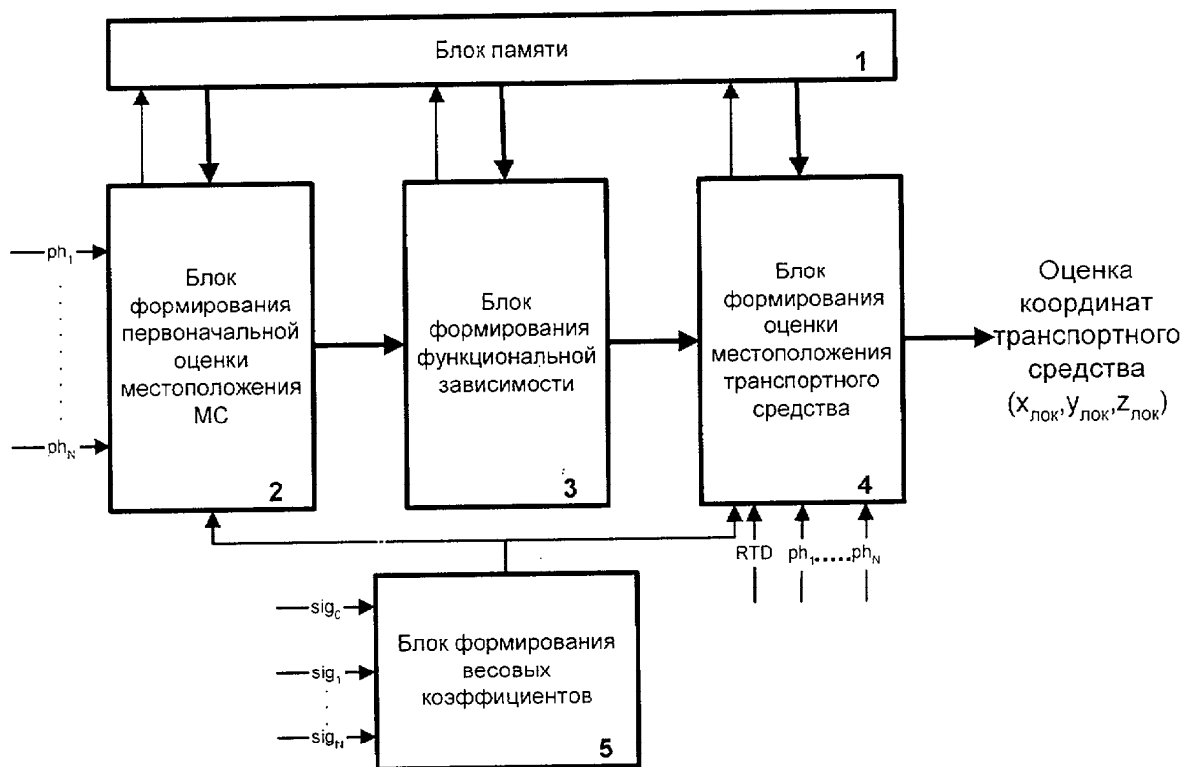 Блок памяти
1
ph1
phN
Блок
формирования
первоначальной
оценки
местоположения
МС
2
Блок
формирования
функциональной
зависимости
3
Блок
формирования
оценки
местоположения
транспортного
средства
4
Оценка
координат
транспортного
средства
(xлок,yлок,zлок)
RTD ph1.....phN
sig0
sig1
sigN
Блок формирования
весовых
коэффициентов
5